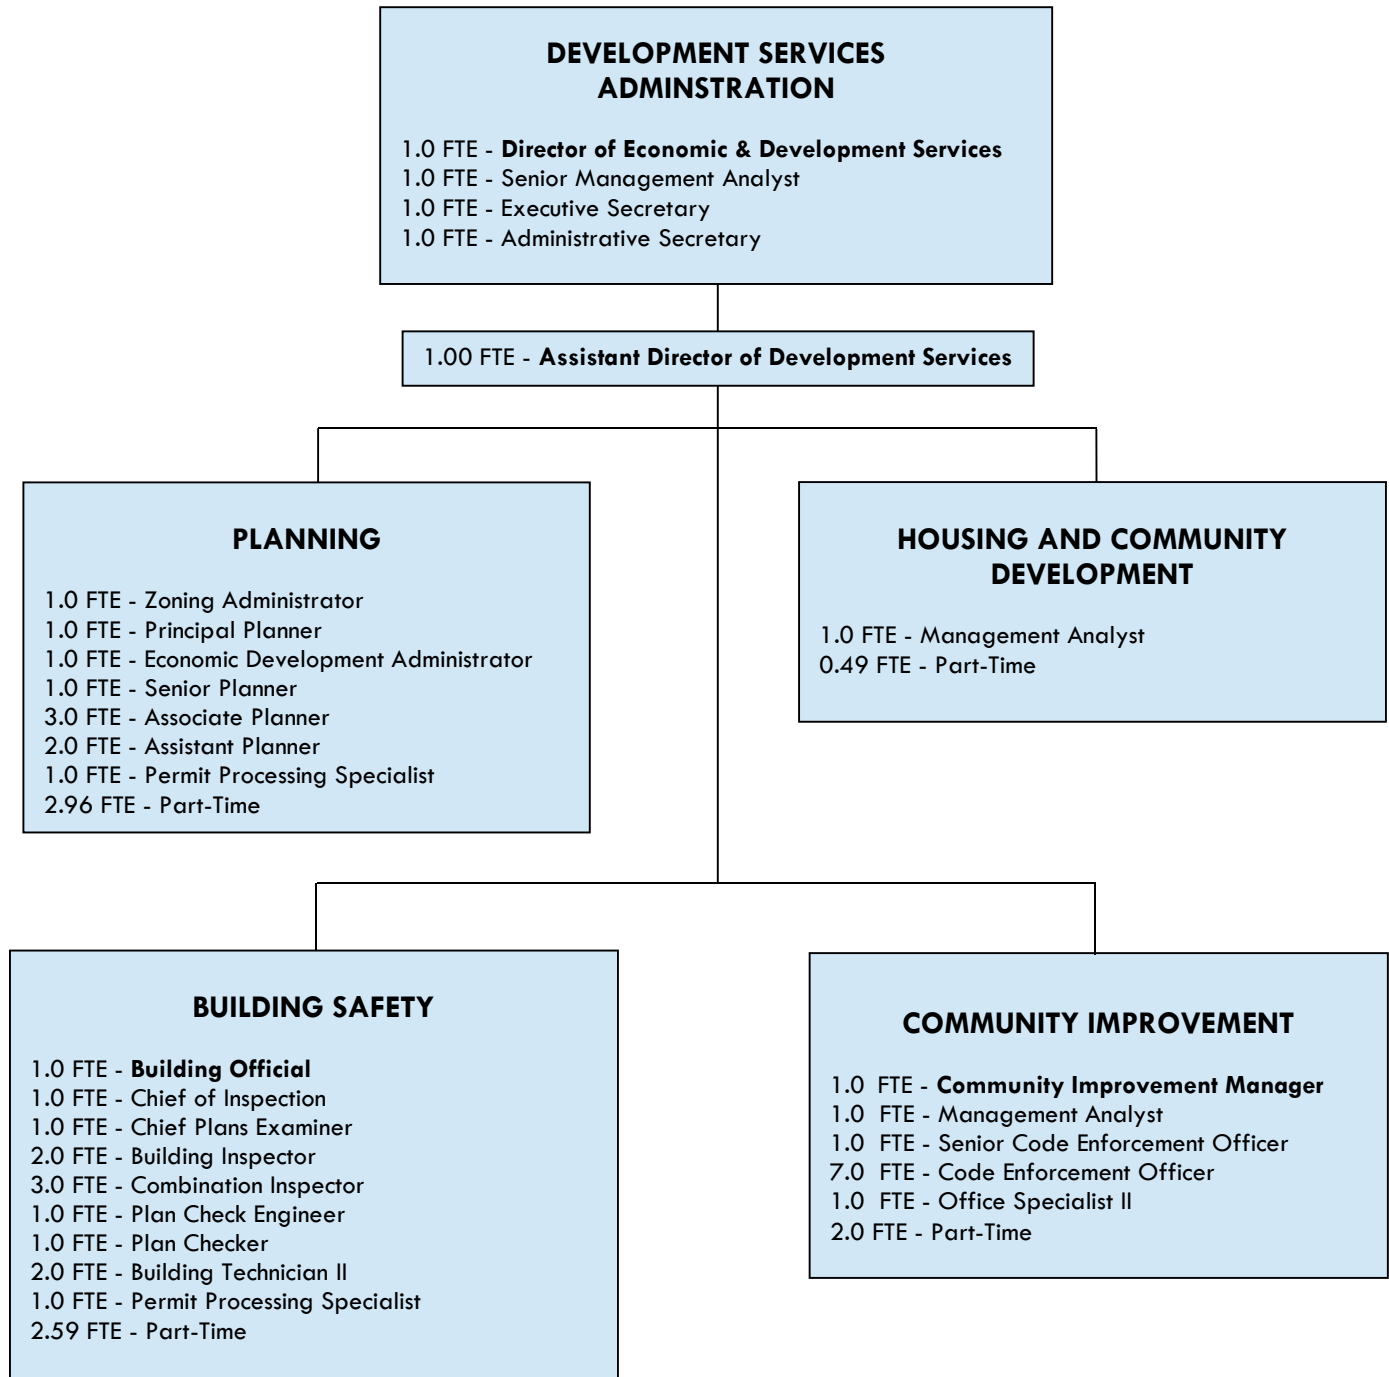 DEVELOPMENT SERVICES
ADMINSTRATION
1.0 FTE - Director of Economic & Development Services
1.0 FTE - Senior Management Analyst
1.0 FTE - Executive Secretary
1.0 FTE - Administrative Secretary
1.00 FTE - Assistant Director of Development Services
PLANNING
1.0 FTE - Zoning Administrator
1.0 FTE - Principal Planner
1.0 FTE - Economic Development Administrator
1.0 FTE - Senior Planner
3.0 FTE - Associate Planner
2.0 FTE - Assistant Planner
1.0 FTE - Permit Processing Specialist
2.96 FTE - Part-Time
HOUSING AND COMMUNITY
DEVELOPMENT
1.0 FTE - Management Analyst
0.49 FTE - Part-Time
BUILDING SAFETY
1.0 FTE - Building Official
1.0 FTE - Chief of Inspection
1.0 FTE - Chief Plans Examiner
2.0 FTE - Building Inspector
3.0 FTE - Combination Inspector
1.0 FTE - Plan Check Engineer
1.0 FTE - Plan Checker
2.0 FTE - Building Technician II
1.0 FTE - Permit Processing Specialist
2.59 FTE - Part-Time
COMMUNITY IMPROVEMENT
1.0 FTE - Community Improvement Manager
1.0 FTE - Management Analyst
1.0 FTE - Senior Code Enforcement Officer
7.0 FTE - Code Enforcement Officer
1.0 FTE - Office Specialist II
2.0 FTE - Part-Time